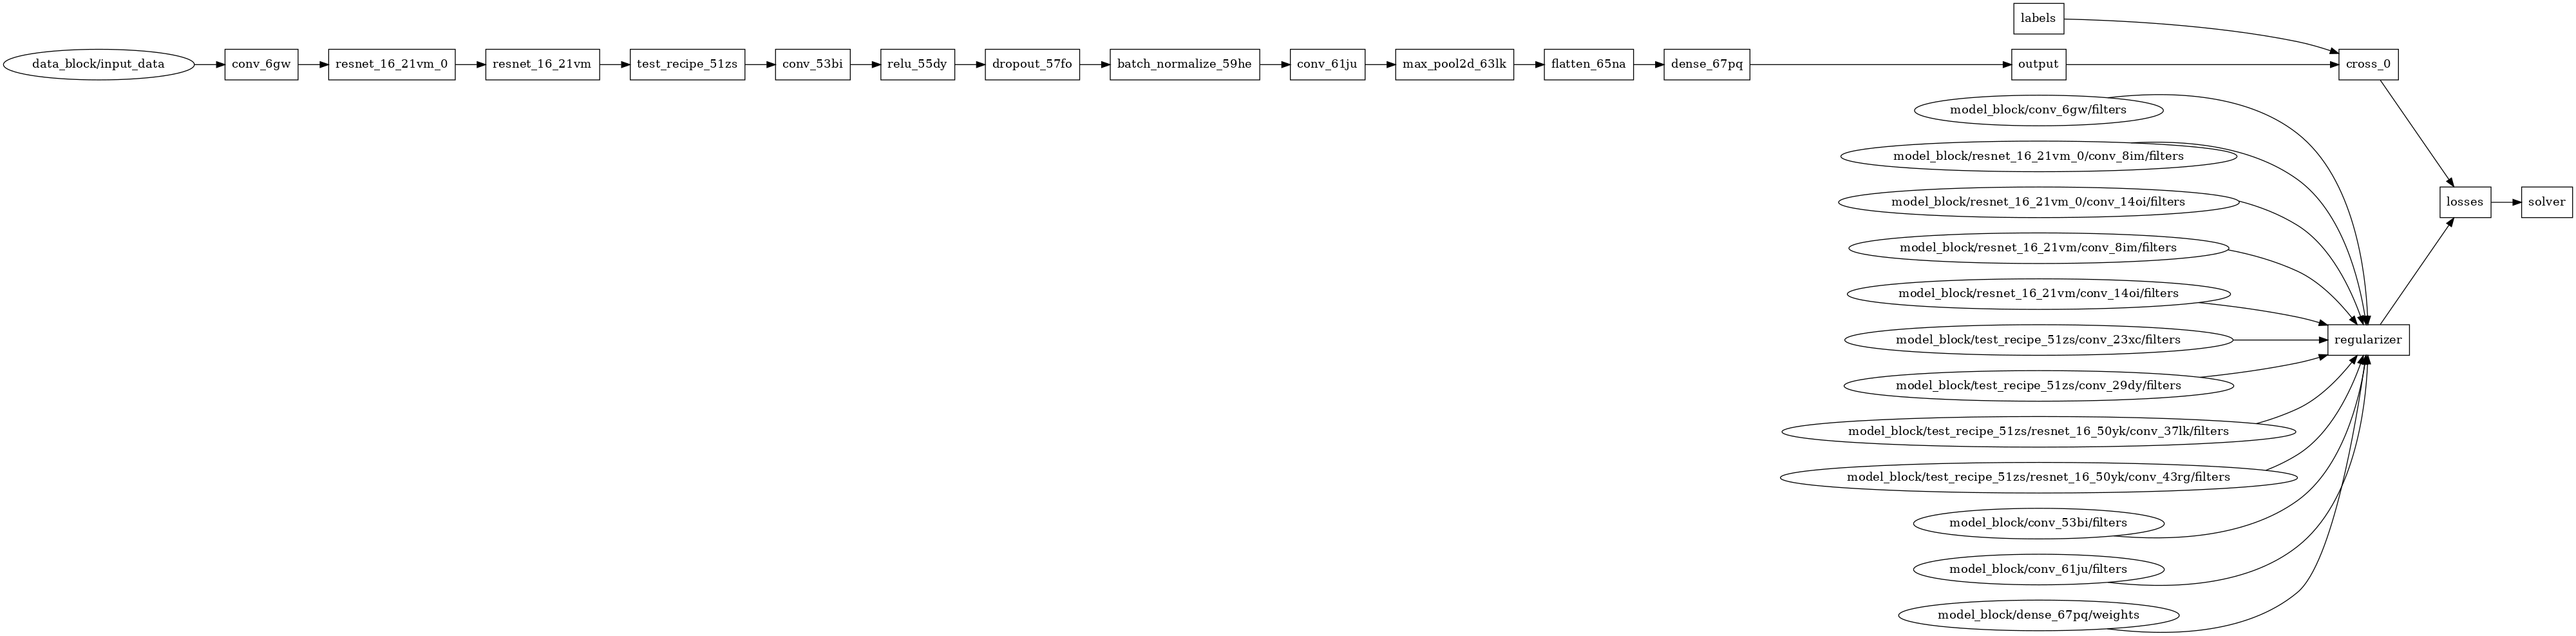 labels
data_block/input_data
conv_6gw
resnet_16_21vm_0
resnet_16_21vm
test_recipe_51zs
conv_53bi
relu_55dy
dropout_57fo
batch_normalize_59he
conv_61ju
max_pool2d_63lk
flatten_65na
dense_67pq
output
cross_0
model_block/conv_6gw/filters
model_block/resnet_16_21vm_0/conv_8im/filters
model_block/resnet_16_21vm_0/conv_14oi/filters
losses
solver
model_block/resnet_16_21vm/conv_8im/filters
model_block/resnet_16_21vm/conv_14oi/filters
model_block/test_recipe_51zs/conv_23xc/filters
regularizer
model_block/test_recipe_51zs/conv_29dy/filters
model_block/test_recipe_51zs/resnet_16_50yk/conv_37lk/filters
model_block/test_recipe_51zs/resnet_16_50yk/conv_43rg/filters
model_block/conv_53bi/filters
model_block/conv_61ju/filters
model_block/dense_67pq/weights